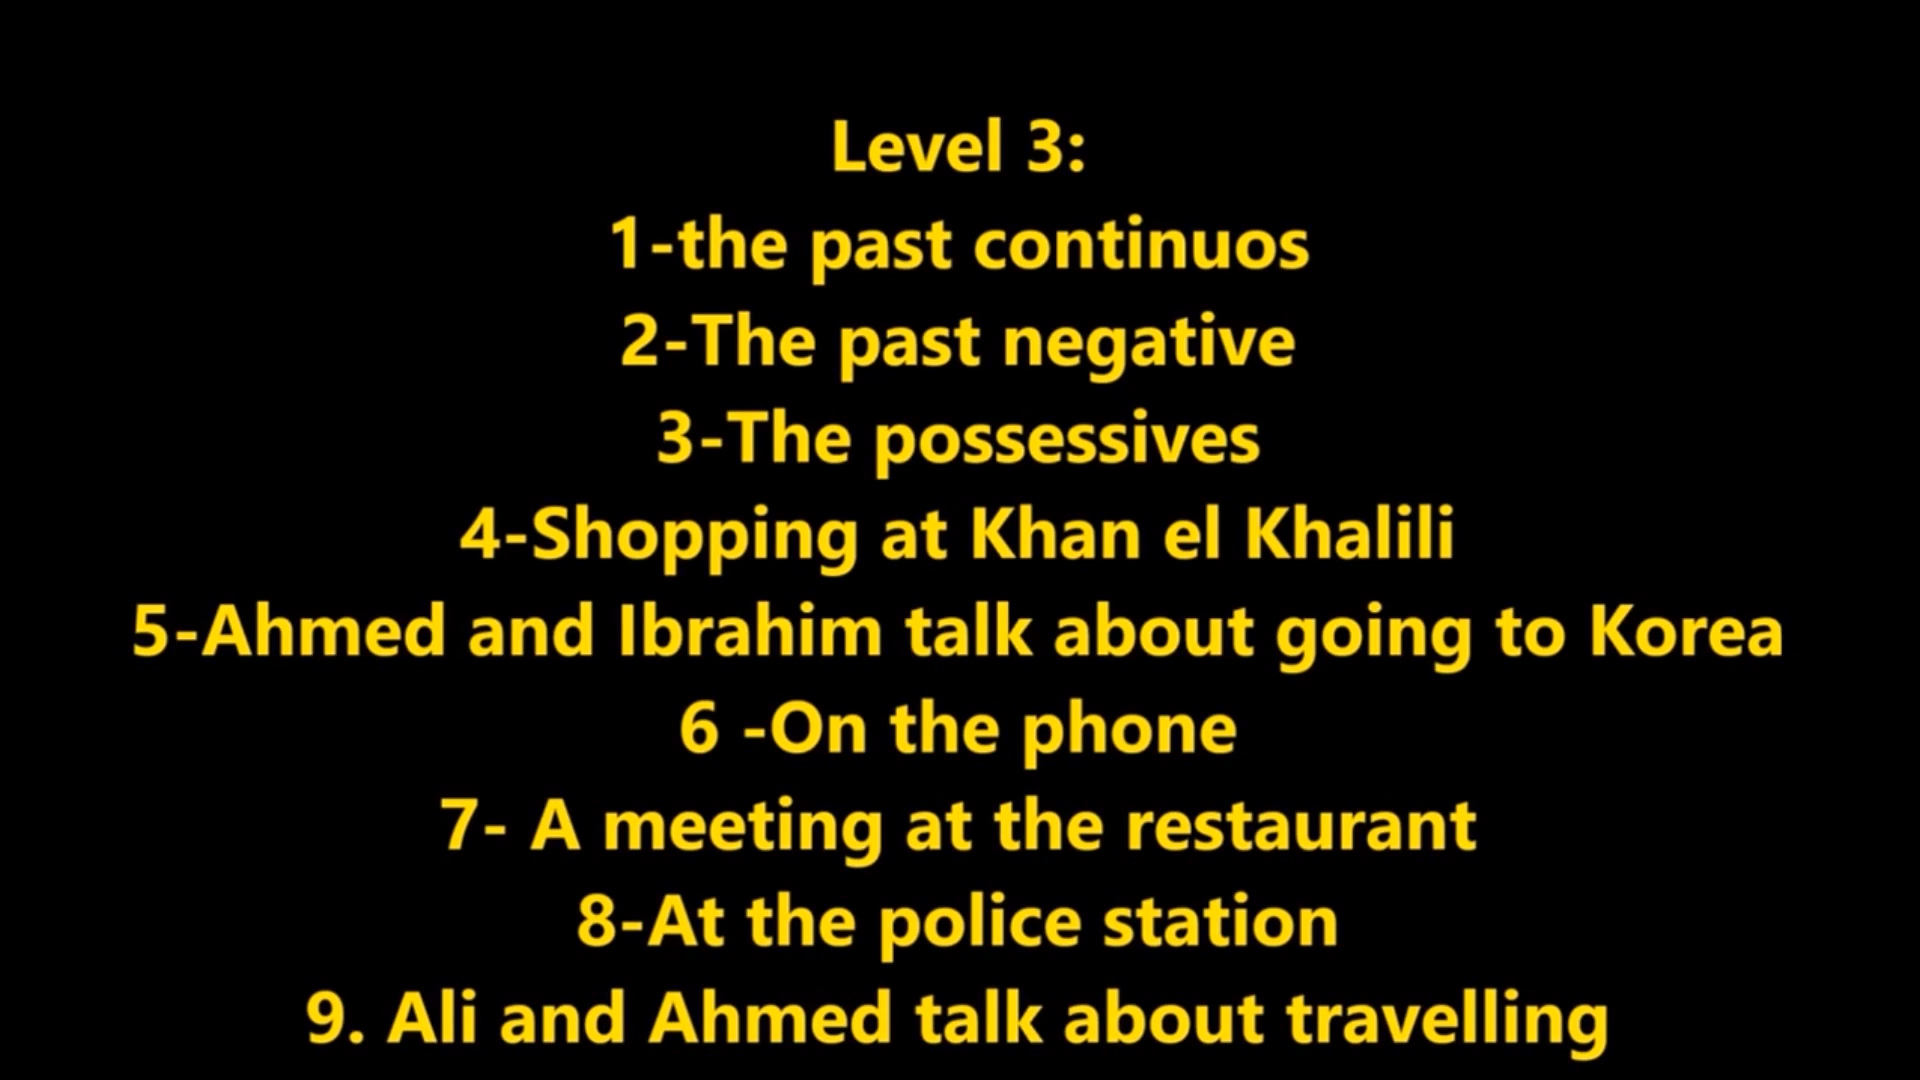 Level 3:
1-the past continuos
2-The past negative
3-The possessives
4-Shopping at Khan el Khalili
5-Ahmed and Ibrahim talk about going to Korea
6 -On the phone
7- A meeting at the restaurant
8-At the police station
9. Ali and Ahmed talk about travelling